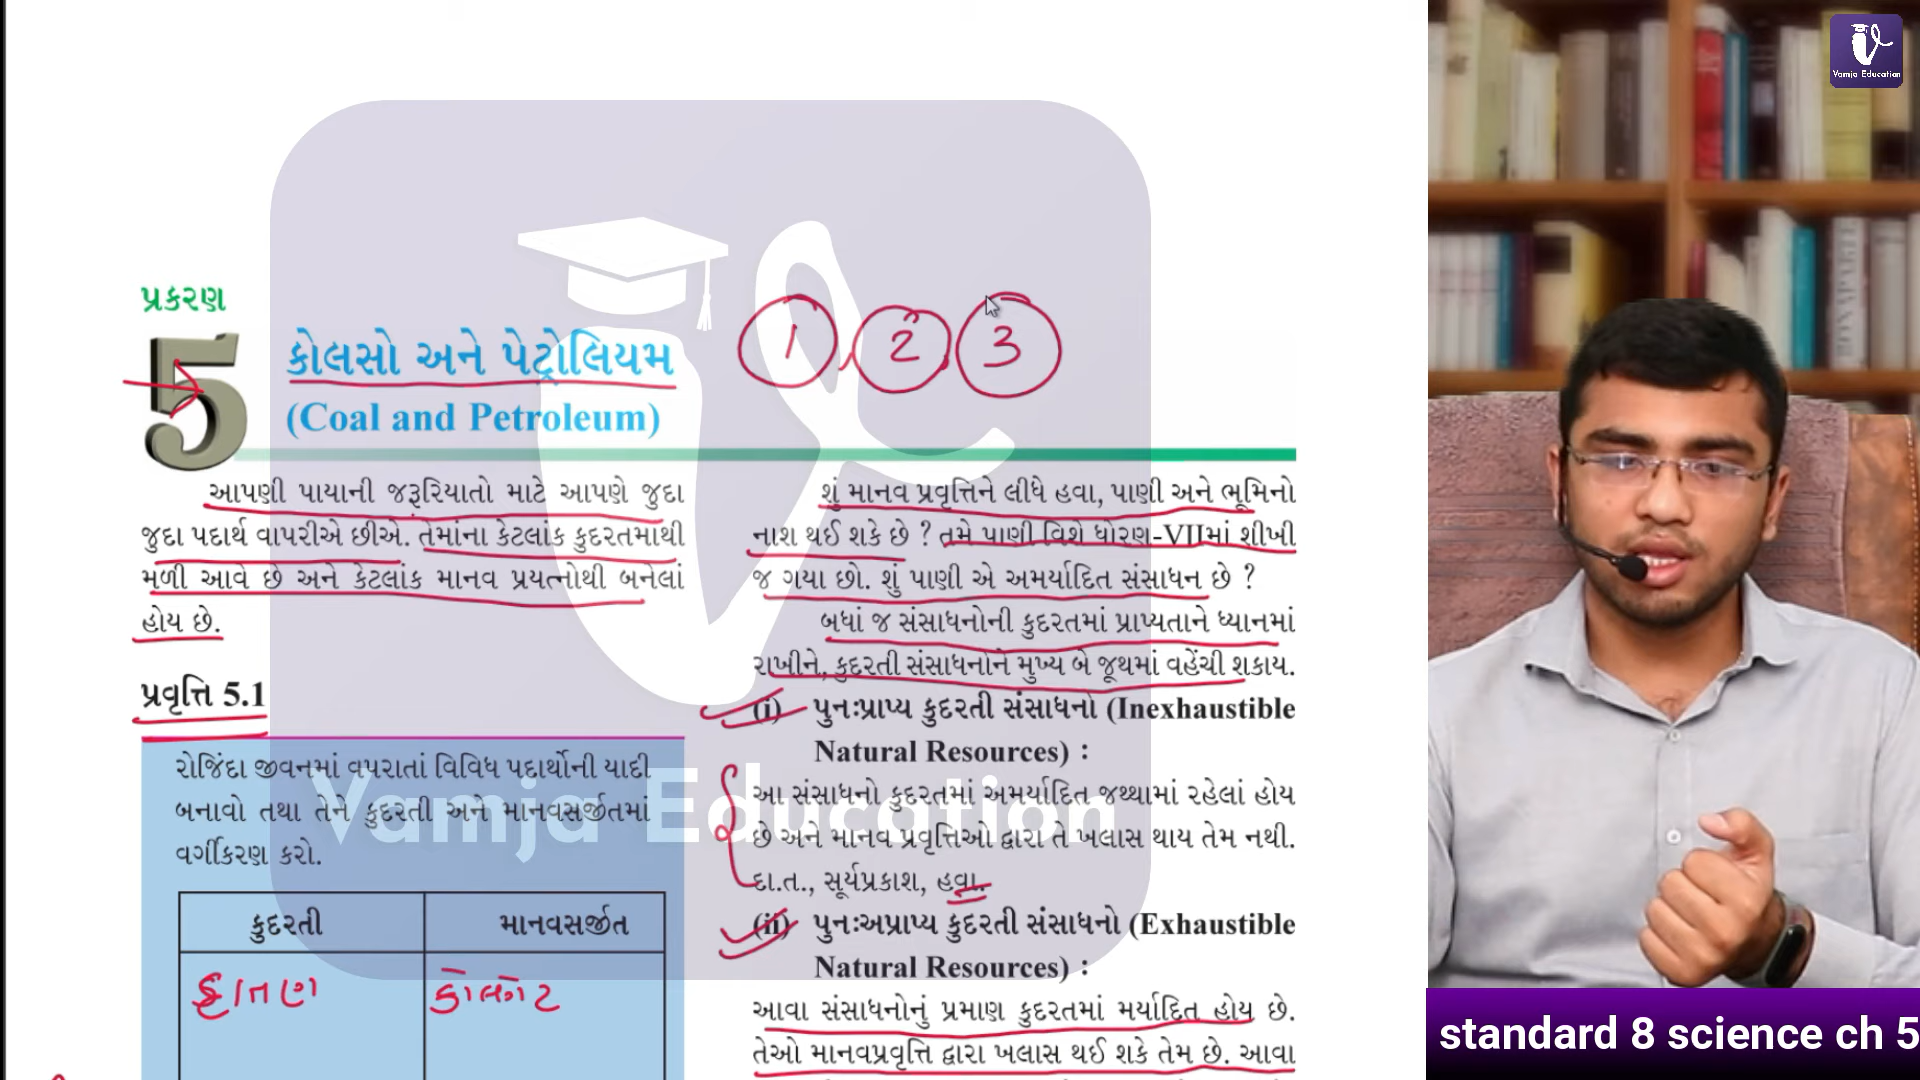 પ્રકરણ
5
કોલસો અને પેટ્રોલિયમ
(Coal and Petroleum)
1, 2, 3
આપણી પાયાની જરૂરિયાતો માટે આપણે જુદા
જુદા પદાર્થ વાપરીએ છીએ. તેમાંના કેટલાંક કુદરતમાંથી
મળી આવે છે અને કેટલાંક માનવ પ્રયત્નોથી બનેલાં
હોય છે.
પ્રવૃત્તિ 5.1
રોજિંદા જીવનમાં વપરાતાં વિવિધ પદાર્થોની યાદી
બનાવો તથા તેને કુદરતી અને માનવસર્જીતમાં
વર્ગીકરણ કરો.
કુદરતી માનવસર્જીત
શું માનવ પ્રવૃત્તિને લીધે હવા, પાણી અને ભૂમિનો
નાશ થઈ શકે છે ? તમે પાણી વિશે ધોરણ-VIIમાં શીખી
જ ગયા છો. શું પાણી એ અમર્યાદિત સંસાધન છે ?
બધાં જ સંસાધનોની કુદરતમાં પ્રાપ્યતાને ધ્યાનમાં
રાખીને, કુદરતી સંસાધનોને મુખ્ય બે જૂથમાં વહેંચી શકાય.
(i) પુનઃપ્રાપ્ય કુદરતી સંસાધનો (Inexhaustible
Natural Resources) :
આ સંસાધનો કુદરતમાં અમર્યાદિત જથ્થામાં રહેલાં હોય
છે અને માનવ પ્રવૃત્તિઓ દ્વારા તે ખલાસ થાય તેમ નથી.
દા.ત., સૂર્યપ્રકાશ, હવા.
(ii) પુનઃઅપ્રાપ્ય કુદરતી સંસાધનો (Exhaustible
Natural Resources) :
આવા સંસાધનોનું પ્રમાણ કુદરતમાં મર્યાદિત હોય છે.
તેઓ માનવપ્રવૃત્તિ દ્વારા ખલાસ થઈ શકે તેમ છે. આવા
Vamja Education
Vamja Education
standard 8 science ch 5